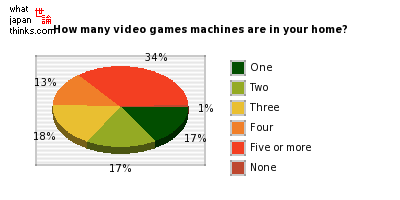 what
japan
thinks.com
世論
How many video games machines are in your home?
34%
13%
1%
18%
17%
17%
One
Two
Three
Four
Five or more
None